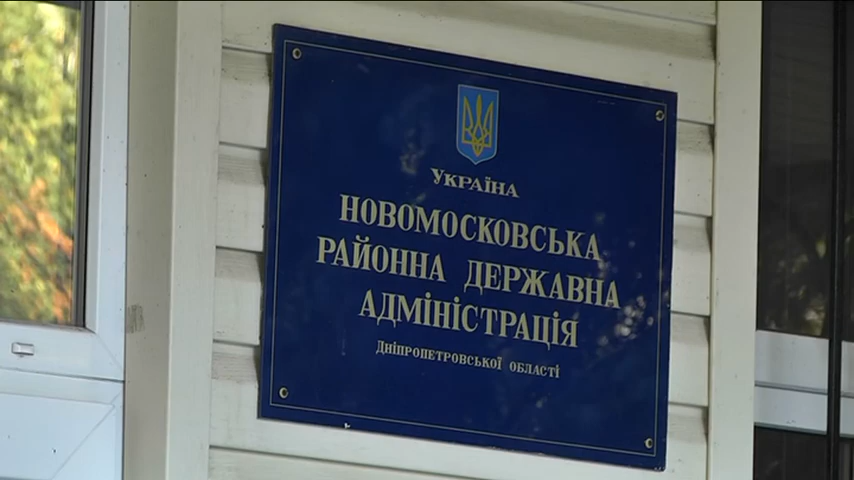 УКРАЇНА
НОВОМОСКОВСЬКА
РАЙОННА ДЕРЖАВНА
АДМІНІСТРАЦІЯ
ДНІПРОПЕТРОВСЬКОЇ ОБЛАСТІ